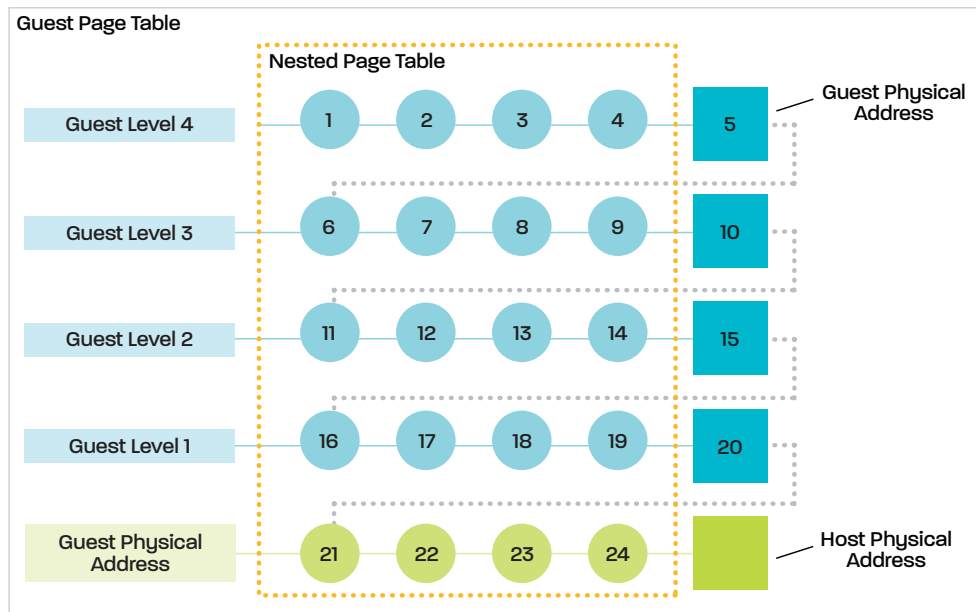 Guest Page Table
Nested Page Table
Guest Level 4
1 2 3 4 5
Guest Physical
Address
Guest Level 3
6 7 8 9 10
Guest Level 2
11 12 13 14 15
Guest Level 1
16 17 18 19 20
Guest Physical
Address
21 22 23 24
Host Physical
Address